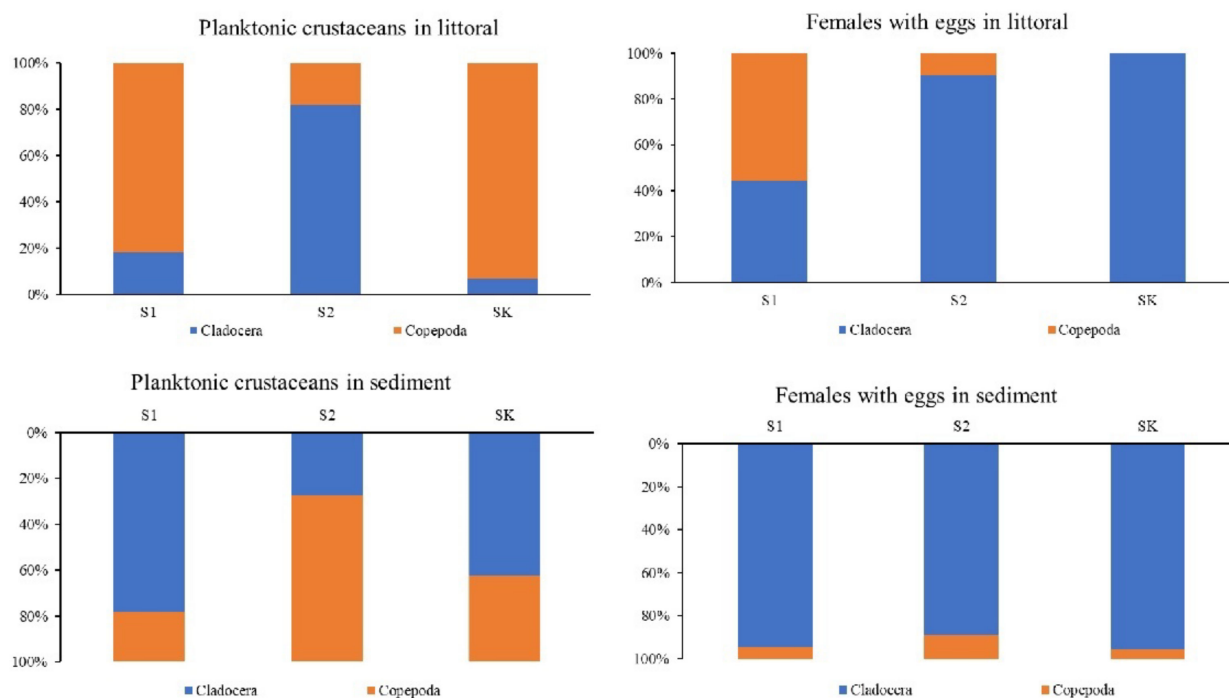 Planktonic crustaceans in littoral
100%
80%
60%
40%
20%
0%
S1 S2 SK
Cladocera Copepoda
Females with eggs in littoral
100%
80%
60%
40%
20%
0%
S1 S2 SK
Cladocera Copepoda
Planktonic crustaceans in sediment
S1 S2 SK
0%
20%
40%
60%
80%
100%
Cladocera Copepoda
Females with eggs in sediment
S1 S2 SK
0%
20%
40%
60%
80%
100%
Cladocera Copepoda